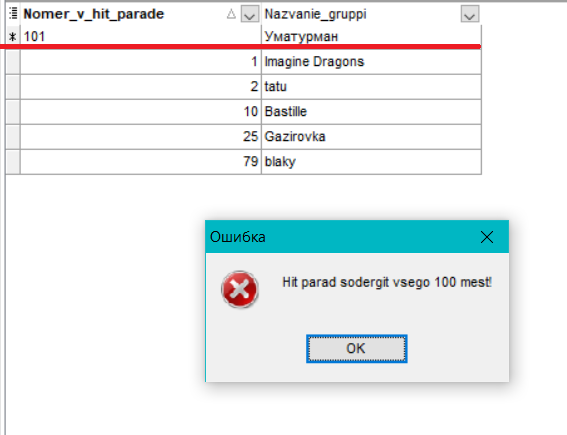 Nomer_v_hit_parade Nazvanie_gruppi
101 Уматурман
1 Imagine Dragons
2 tatu
10 Bastille
25 Gazirovka
79 blaky
Ошибка
Hit parad sodergit vsego 100 mest!
OK